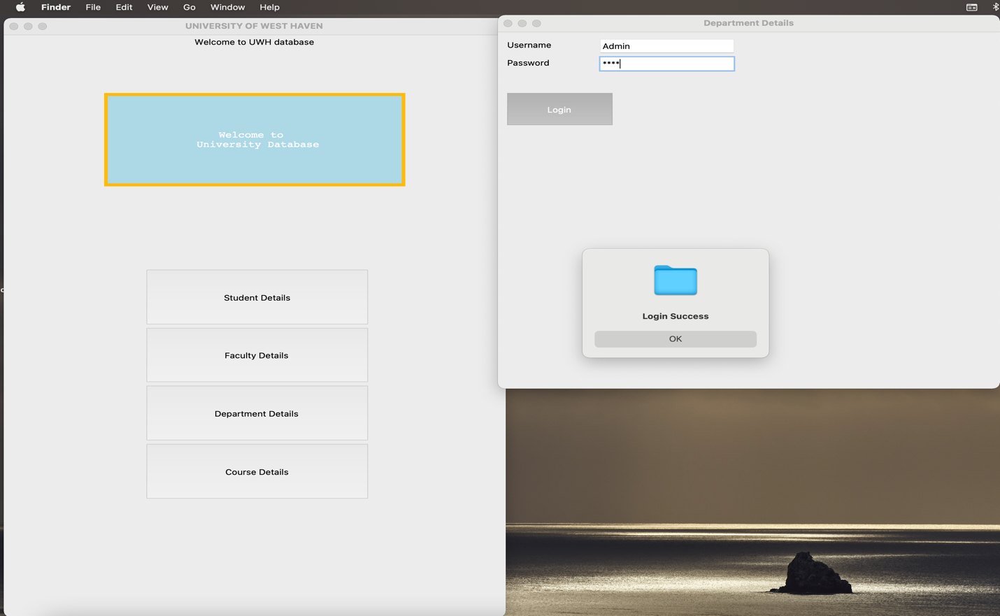 Finder File Edit View Go Window Help
UNIVERSITY OF WEST HAVEN
Welcome to UWH database
Welcome to
University Database
Student Details
Faculty Details
Department Details
Course Details
Department Details
Username Admin
Password ****
Login
Login Success
OK